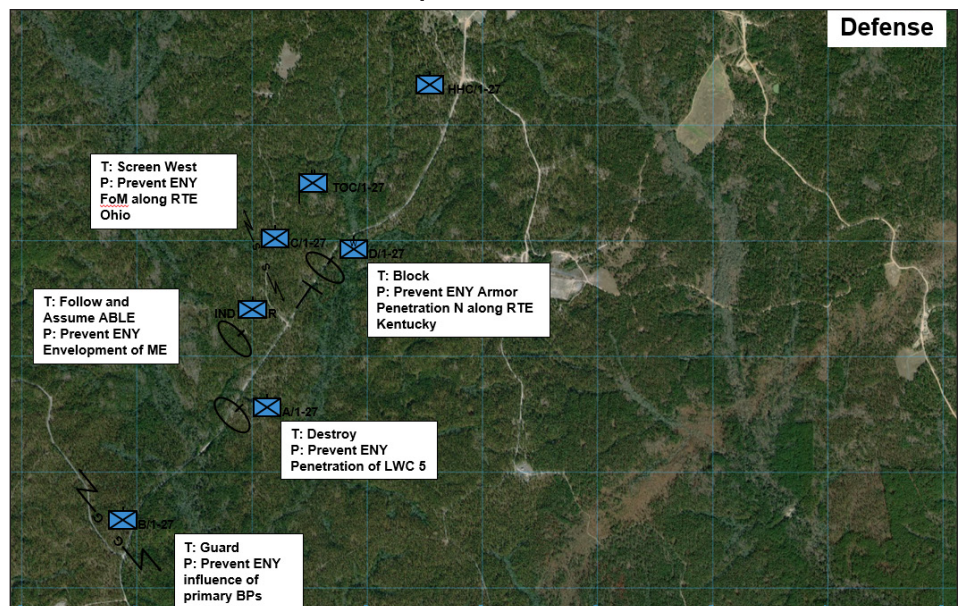 Defense
HHC/1-27
T: Screen West
P: Prevent ENY
FoM along RTE
Ohio
TOC/1-27
S
C/1-27
S
D/1-27
T: Block
P: Prevent ENY Armor
Penetration N along RTE
Kentucky
T: Follow and
Assume ABLE
P: Prevent ENY
Envelopment of ME
IND R
A/1-27
T: Destroy
P: Prevent ENY
Penetration of LWC 5
G
B/1-27
G
T: Guard
P: Prevent ENY
influence of
primary BPs